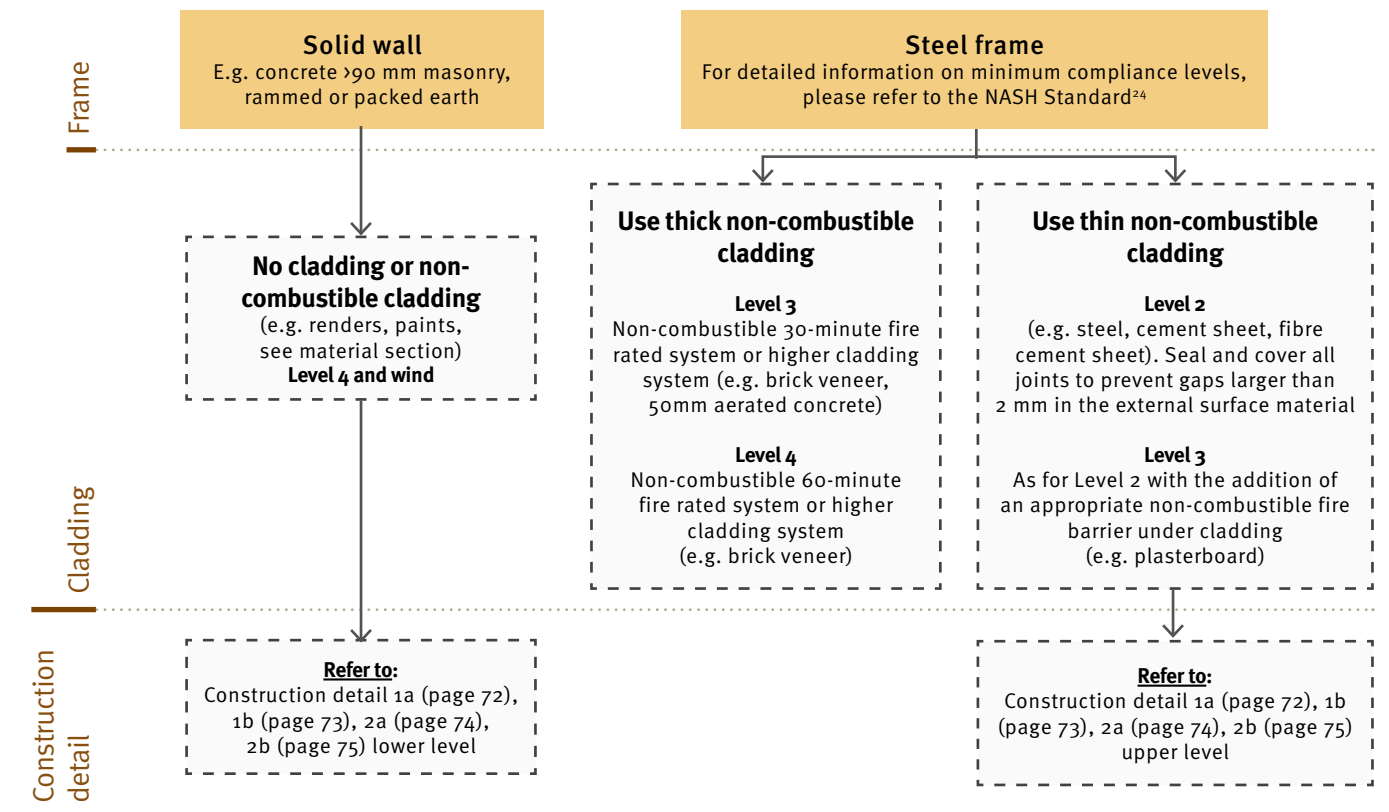 Frame
Solid wall
E.g. concrete >90 mm masonry,
rammed or packed earth
Steel frame
For detailed information on minimum compliance levels,
please refer to the NASH Standard²⁴
Cladding
No cladding or non-
combustible cladding
(e.g. renders, paints,
see material section)
Level 4 and wind
Use thick non-combustible
cladding
Level 3
Non-combustible 30-minute fire
rated system or higher cladding
system (e.g. brick veneer,
50mm aerated concrete)
Level 4
Non-combustible 60-minute
fire rated system or higher
cladding system
(e.g. brick veneer)
Use thin non-combustible
cladding
Level 2
(e.g. steel, cement sheet, fibre
cement sheet). Seal and cover all
joints to prevent gaps larger than
2 mm in the external surface material
Level 3
As for Level 2 with the addition of
an appropriate non-combustible fire
barrier under cladding
(e.g. plasterboard)
Construction
detail
Refer to:
Construction detail 1a (page 72),
1b (page 73), 2a (page 74),
2b (page 75) lower level
Refer to:
Construction detail 1a (page 72), 1b
(page 73), 2a (page 74), 2b (page 75)
upper level